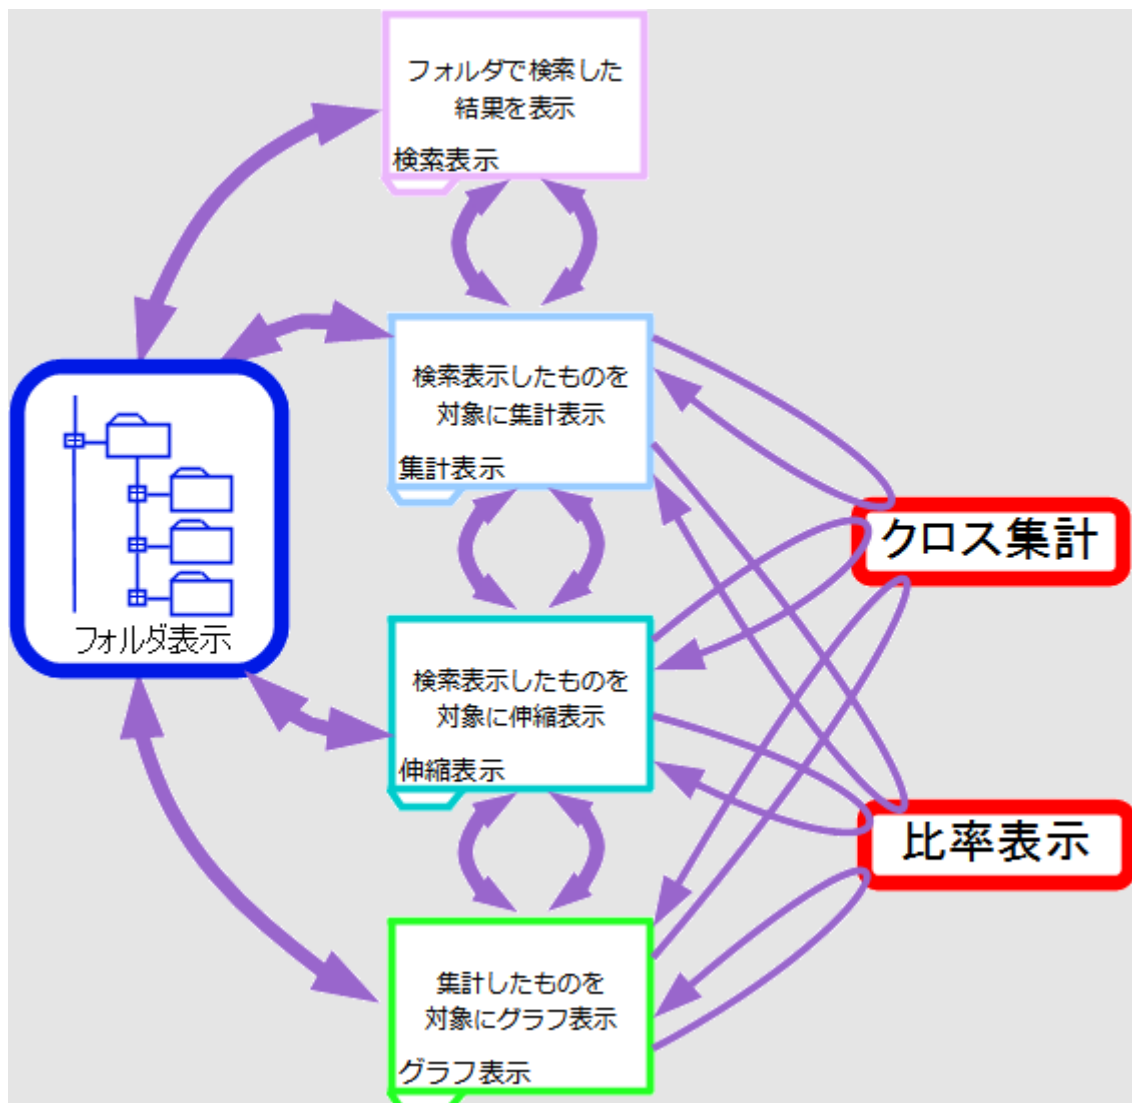 フォルダで検索した
結果を表示
検索表示
検索表示したものを
対象に集計表示
集計表示
フォルダ表示
検索表示したものを
対象に伸縮表示
伸縮表示
集計したものを
対象にグラフ表示
グラフ表示
クロス集計
比率表示